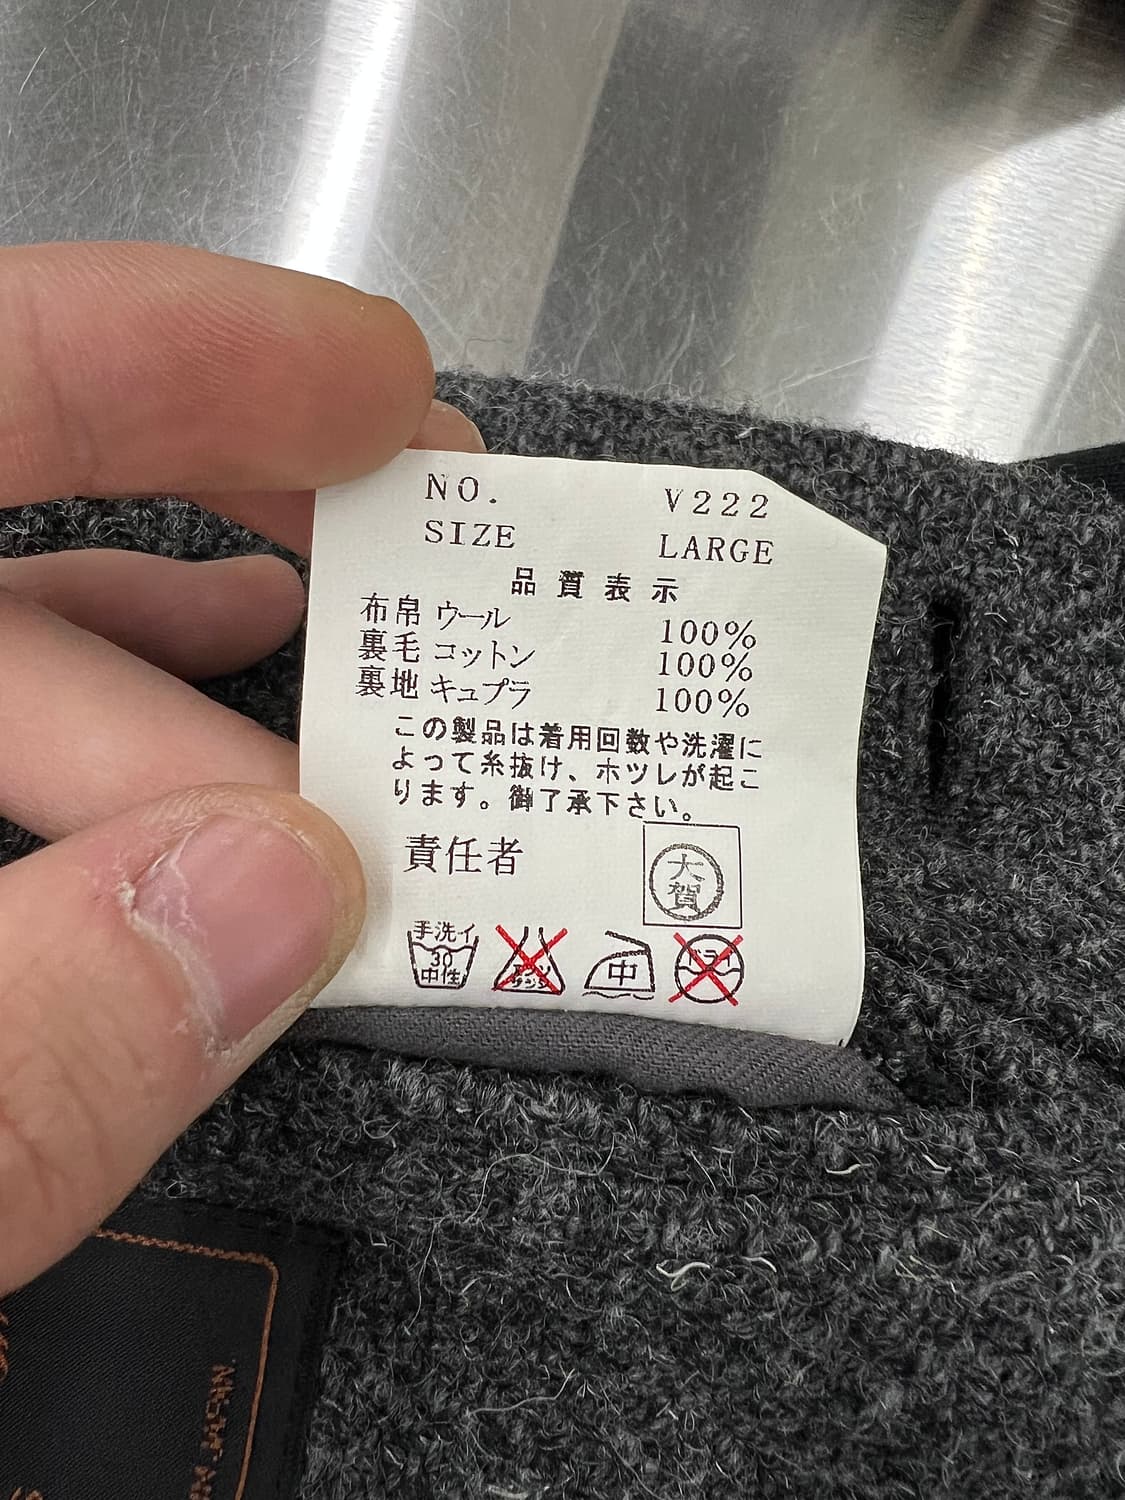 NO. V222
SIZE LARGE
品質表示
布帛 ウール 100%
裏毛 コットン 100%
裏地 キュプラ 100%
この製品は着用回数や洗濯に
よって糸抜け、ホツレが起こ
ります。御了承下さい。
責任者
大賀
手洗イ
30
中性
中
ドライ